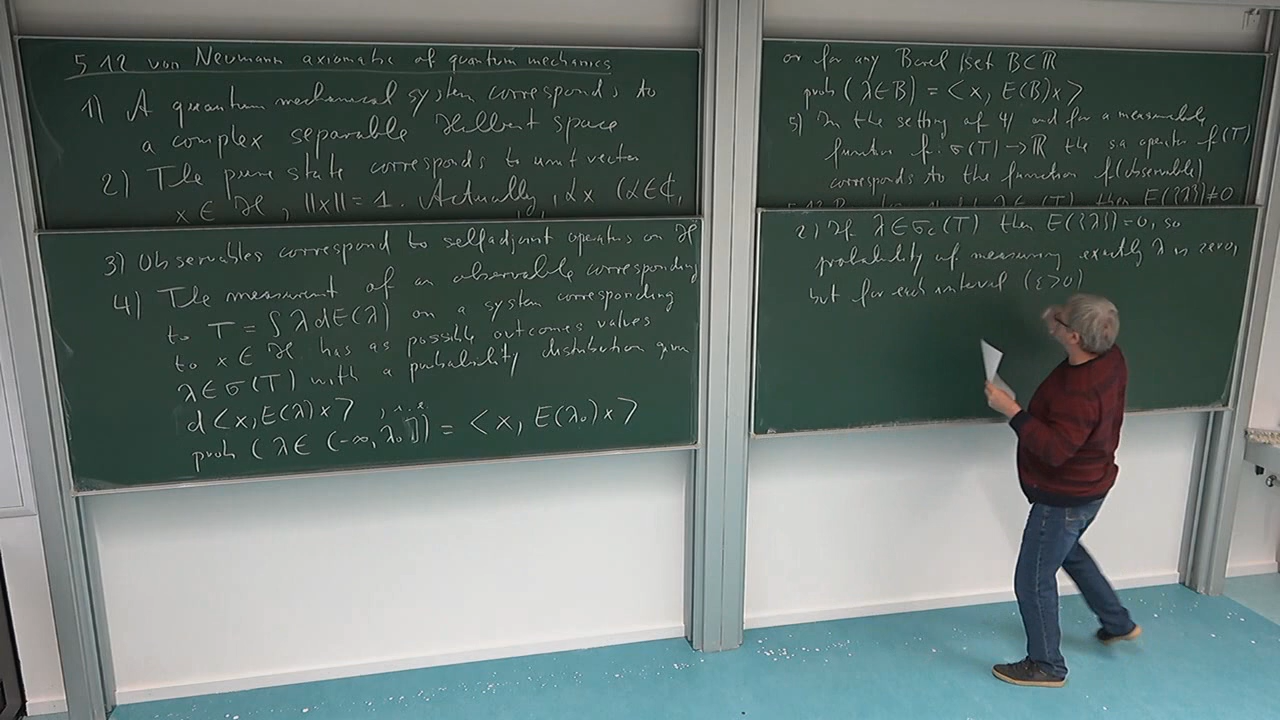 5.12 von Neumann axiomatic of quantum mechanics
1) A quantum mechanical system corresponds to
a complex separable Hilbert space
2) The pure state corresponds to unit vector
x ∈ ℋ, ||x|| = 1. Actually, αx (α∈ℂ,
3) Observables correspond to selfadjoint operators on ℋ
4) The measurment of an observable corresponding
to T = ∫ λ dE(λ) on a system corresponding
to x ∈ ℋ has as possible outcomes values
λ ∈ σ(T) with a probability distribution given
d<x, E(λ)x>, i.e
prob (λ ∈ (-∞, λ₀]) = <x, E(λ₀)x>
or for any Borel set B⊂ℝ
prob (λ∈B) = <x, E(B)x>
5) In the setting of 4) and for a measurable
function f: σ(T) → ℝ the s.a operator f(T)
corresponds to the function f(observable)
λ ∈ (T) then E({λ}) ≠ 0
2) If λ∈σc(T) then E({λ}) = 0, so
probability of measuring exactly λ is zero,
but for each interval (ε>0)